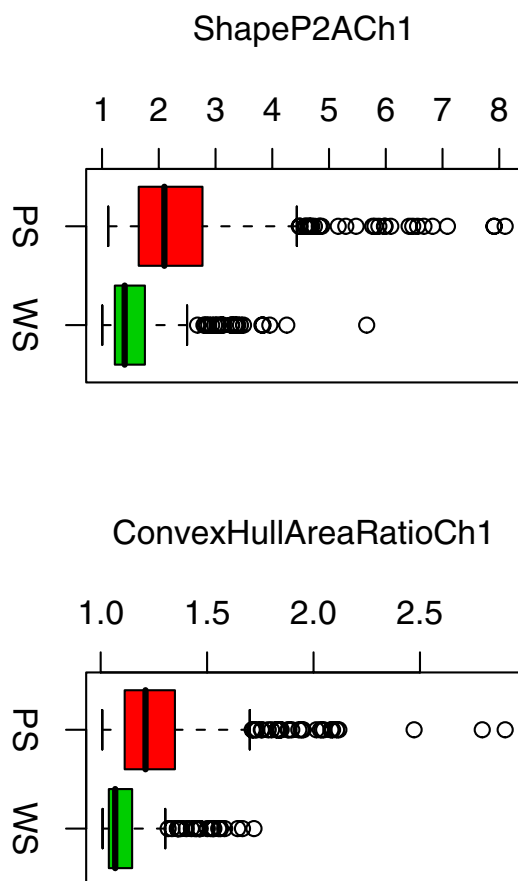 ShapeP2ACh1
1 2 3 4 5 6 7 8
PS
WS
ConvexHullAreaRatioCh1
1.0 1.5 2.0 2.5
PS
WS